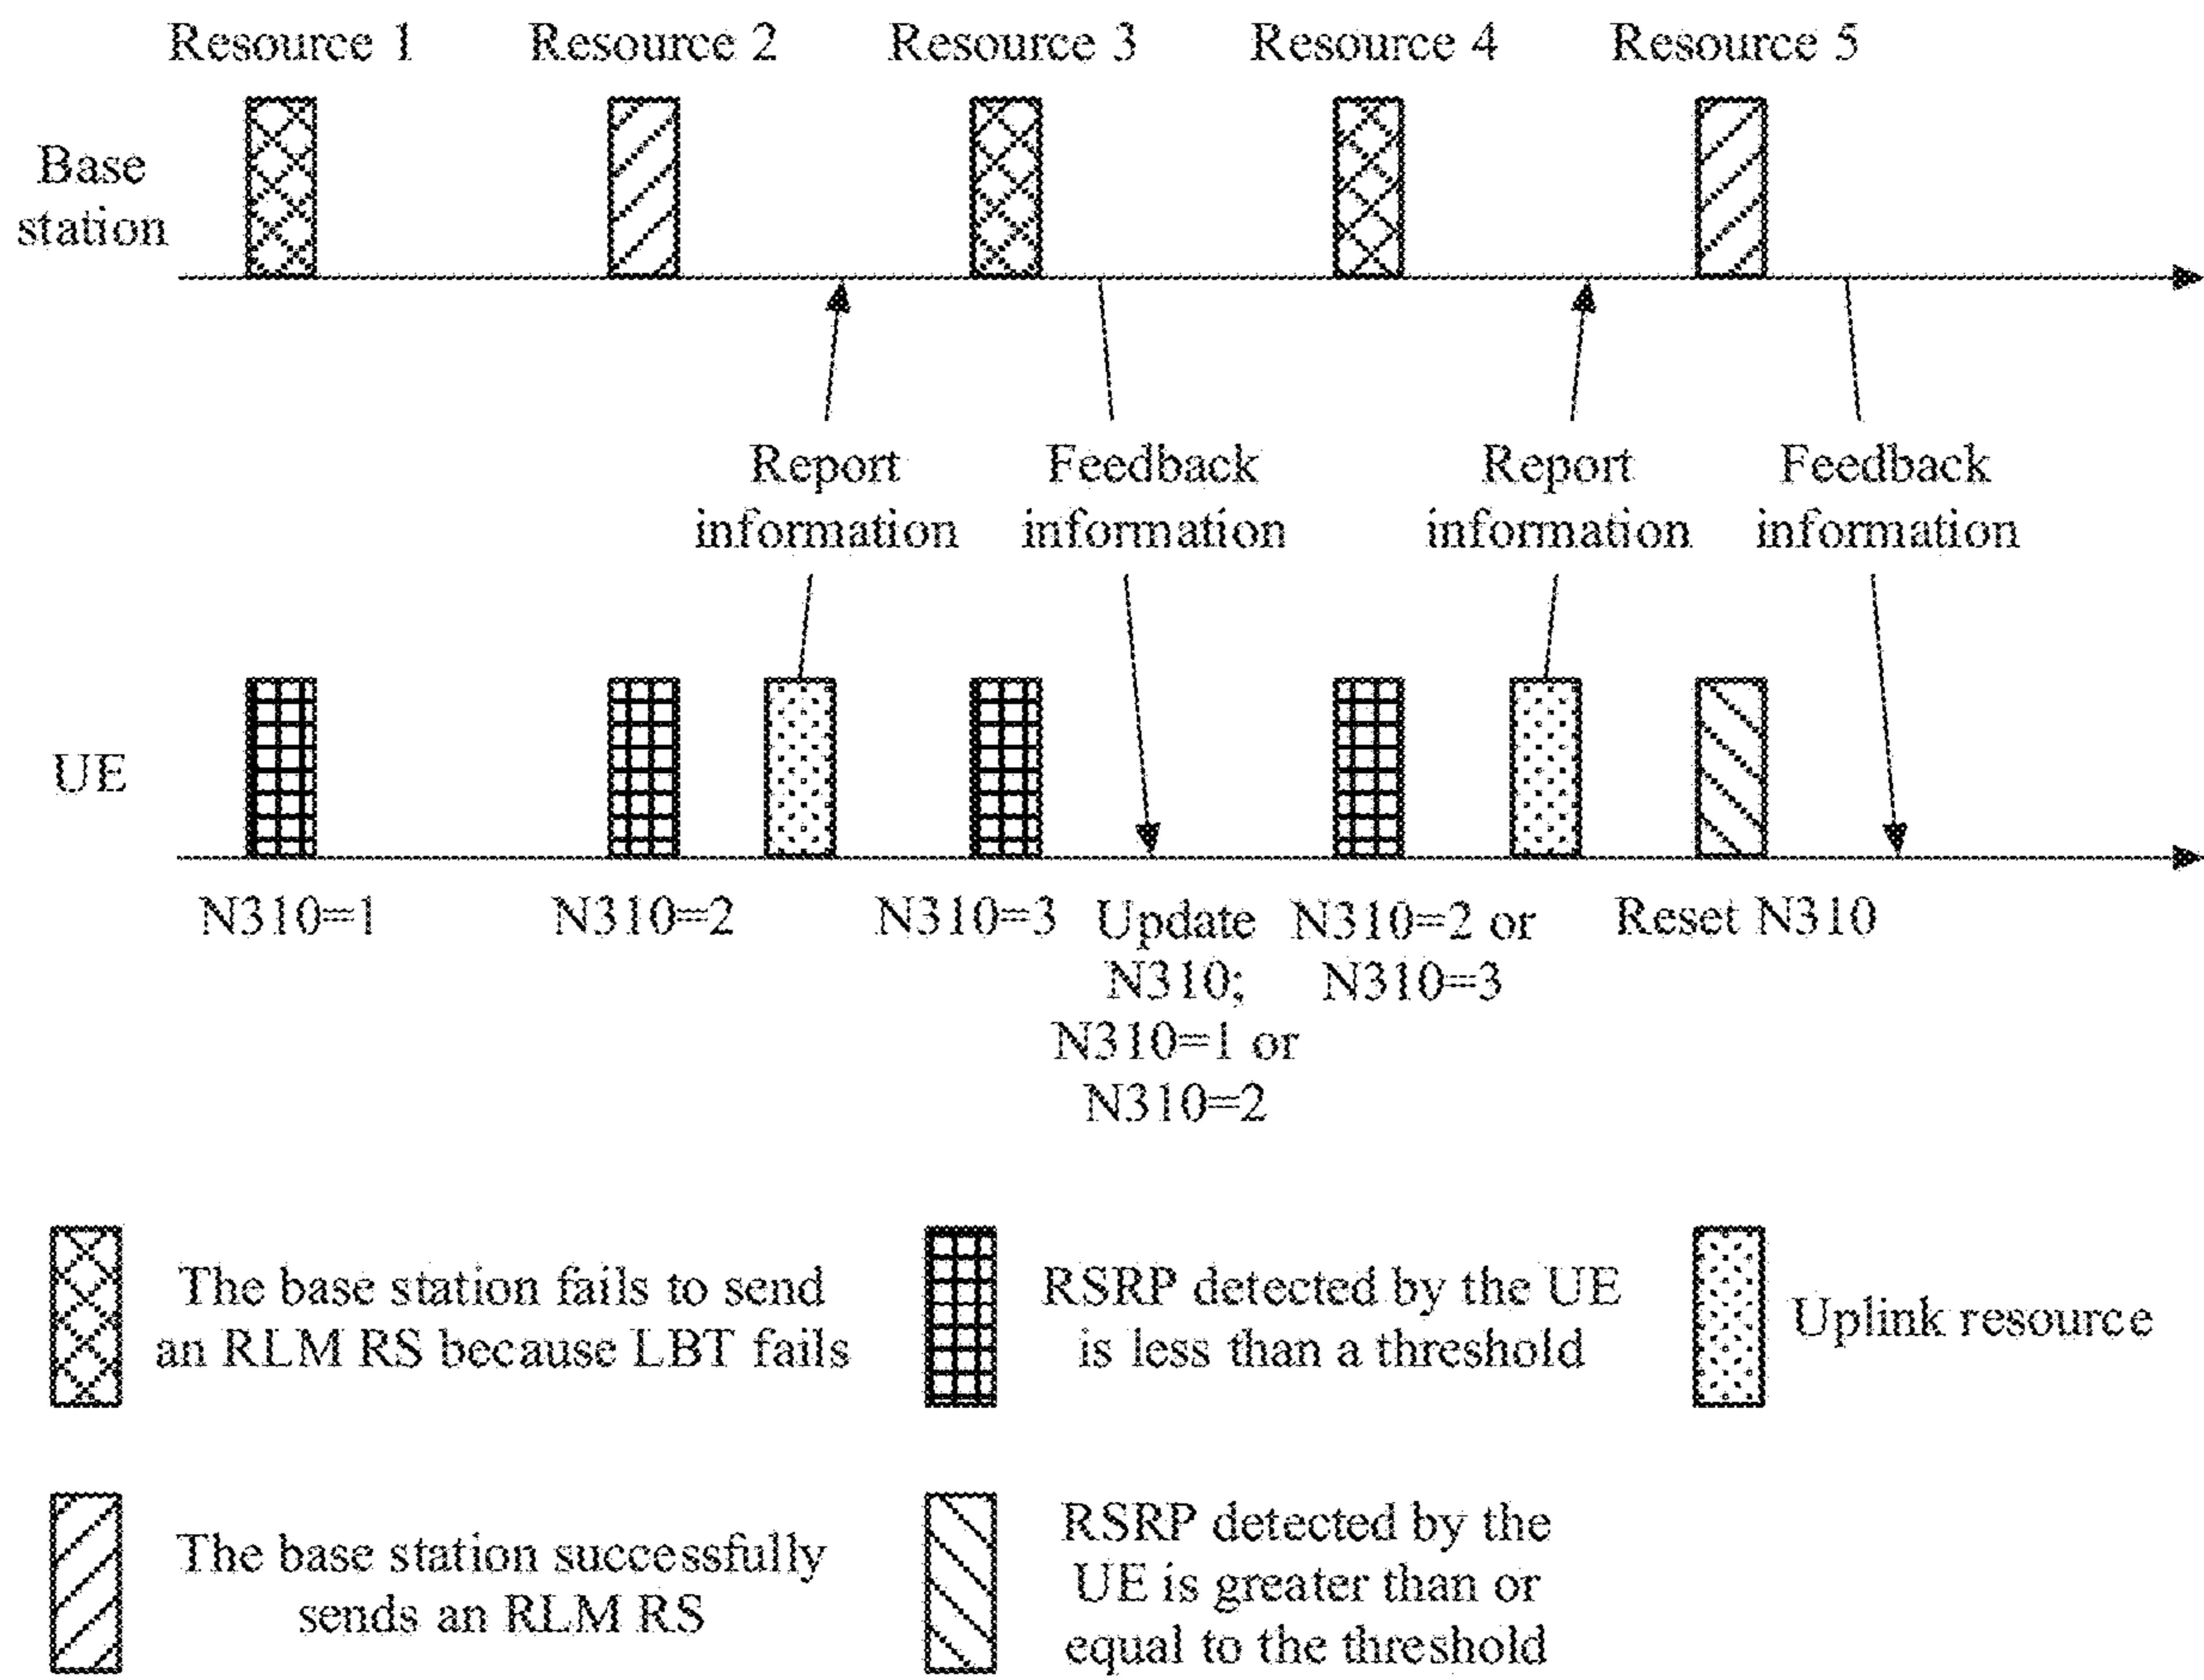 Resource 1
Resource 2
Resource 3
Resource 4
Resource 5
Base
station
Report
information
Feedback
information
Report
information
Feedback
information
UE
N310=1
N310=2
N310=3
Update
N310;
N310=1 or
N310=2
N310=2 or
N310=3
Reset N310
The base station fails to send
an RLM RS because LBT fails
RSRP detected by the UE
is less than a threshold
Uplink resource
The base station successfully
sends an RLM RS
RSRP detected by the
UE is greater than or
equal to the threshold